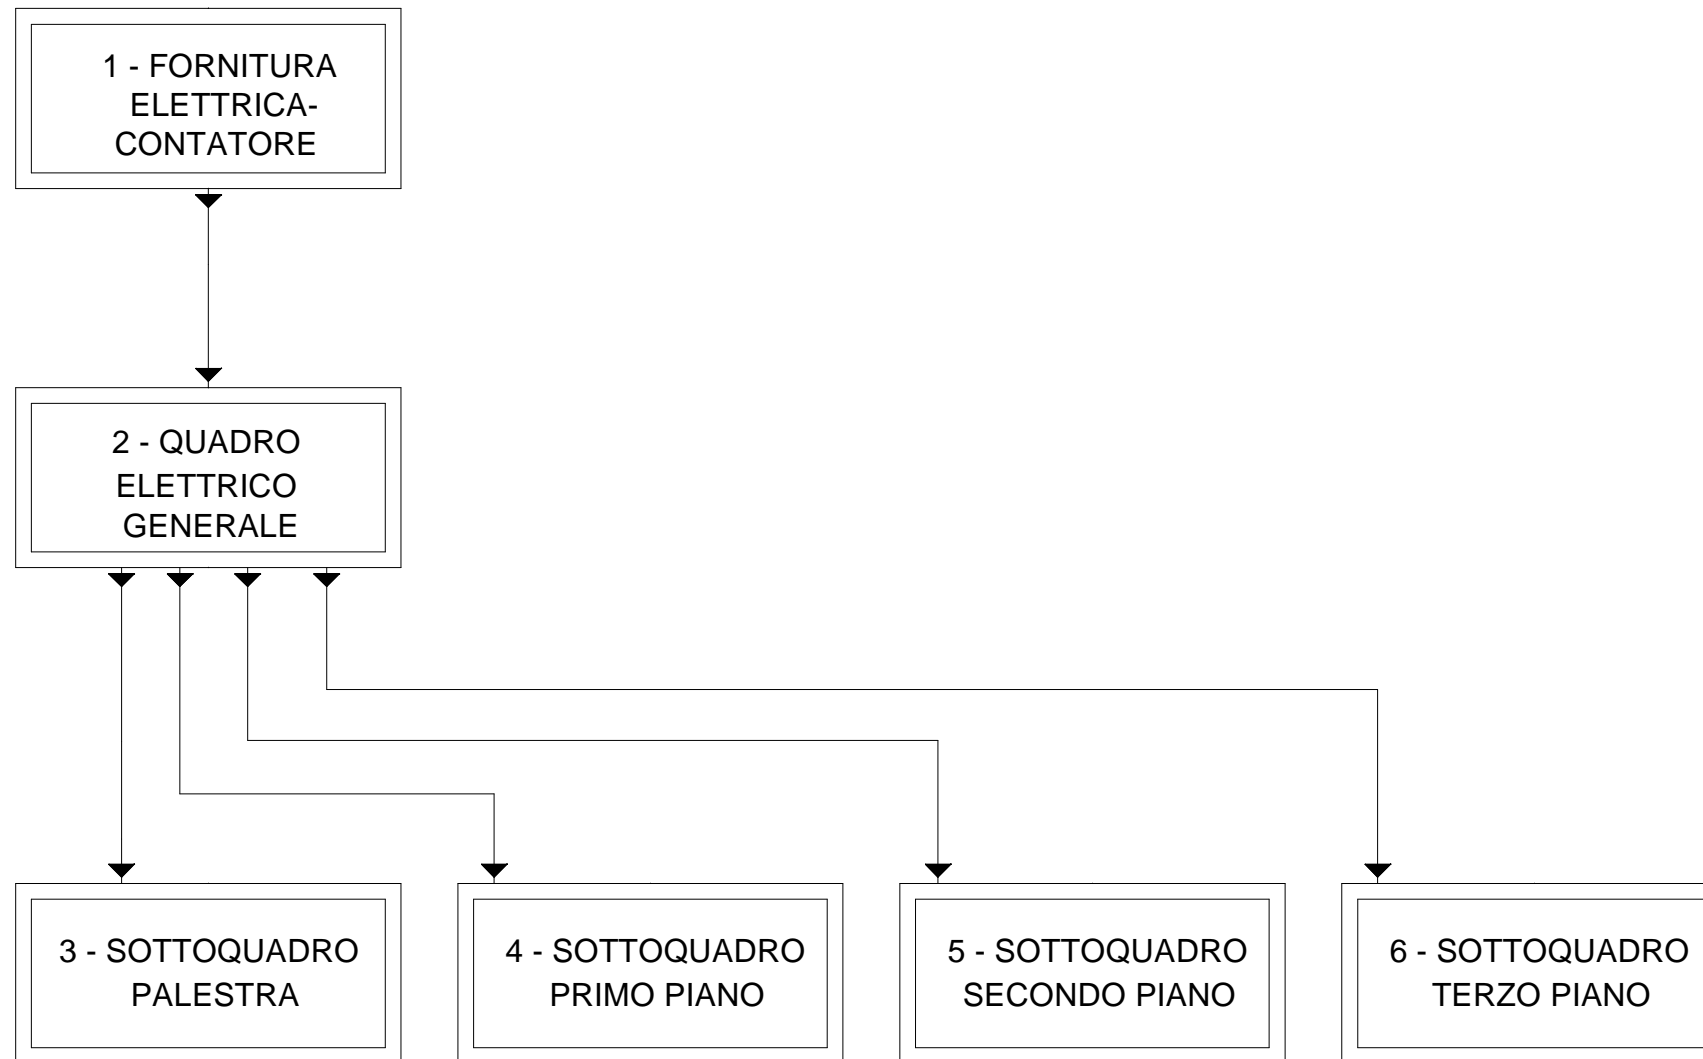 1 - FORNITURA
ELETTRICA-
CONTATORE
2 - QUADRO
ELETTRICO
GENERALE
3 - SOTTOQUADRO
PALESTRA
4 - SOTTOQUADRO
PRIMO PIANO
5 - SOTTOQUADRO
SECONDO PIANO
6 - SOTTOQUADRO
TERZO PIANO